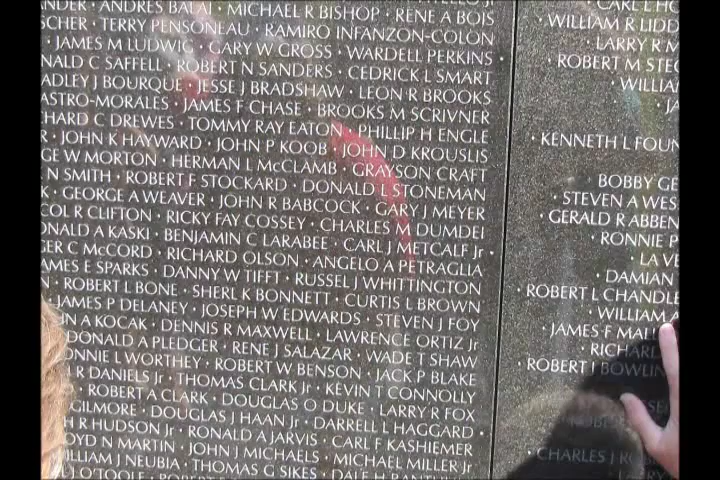 ANDRES BALAI · MICHAEL R BISHOP · RENE A BOIS
TERRY PENSONEAU · RAMIRO INFANZON-COLON
· JAMES M LUDWIG · GARY W GROSS · WARDELL PERKINS ·
NALD C SAFFELL · ROBERT N SANDERS · CEDRICK L SMART
ADLEY J BOURQUE · JESSE J BRADSHAW · LEON R BROOKS
ASTRO-MORALES · JAMES F CHASE · BROOKS M SCRIVNER
HARD C DREWES · TOMMY RAY EATON · PHILLIP H ENGLE
R · JOHN K HAYWARD · JOHN P KOOB · JOHN D KROUSLIS
GE W MORTON · HERMAN L McCLAMB · GRAYSON CRAFT
N SMITH · ROBERT F STOCKARD · DONALD L STONEMAN
K · GEORGE A WEAVER · JOHN R BABCOCK · GARY J MEYER
COL R CLIFTON · RICKY FAY COSSEY · CHARLES M DUMDEI
ONALD A KASKI · BENJAMIN C LARABEE · CARL J METCALF Jr ·
GER C McCORD · RICHARD OLSON · ANGELO A PETRAGLIA
AMES E SPARKS · DANNY W TIFFT · RUSSEL J WHITTINGTON
N · ROBERT L BONE · SHERL K BONNETT · CURTIS L BROWN
· JAMES P DELANEY · JOSEPH W EDWARDS · STEVEN J FOY
N A KOCAK · DENNIS R MAXWELL · LAWRENCE ORTIZ Jr
DONALD A PLEDGER · RENE J SALAZAR · WADE T SHAW
ONNIE L WORTHEY · ROBERT W BENSON · JACK P BLAKE
R DANIELS Jr · THOMAS CLARK Jr · KEVIN T CONNOLLY
· ROBERT A CLARK · DOUGLAS O DUKE · LARRY R FOX
GILMORE · DOUGLAS J HAAN Jr · DARRELL L HAGGARD ·
H R HUDSON Jr · RONALD A JARVIS · CARL F KASHIEMER
OYD N MARTIN · JOHN J MICHAELS · MICHAEL MILLER Jr
ILLIAM J NEUBIA · THOMAS G SIKES
J O'TOOLE
CARL L
· WILLIAM R LIDD
LARRY R M
ROBERT M STE
WILLIA
JA
· KENNETH L FOUN
BOBBY GE
STEVEN A WES
· GERALD R ABBEN
RONNIE P
LA VE
DAMIAN
· ROBERT L CHANDLE
WILLIAM A
· JAMES F
RICHAR
· ROBERT J BOWLIN
· CHARLES J
LARRY